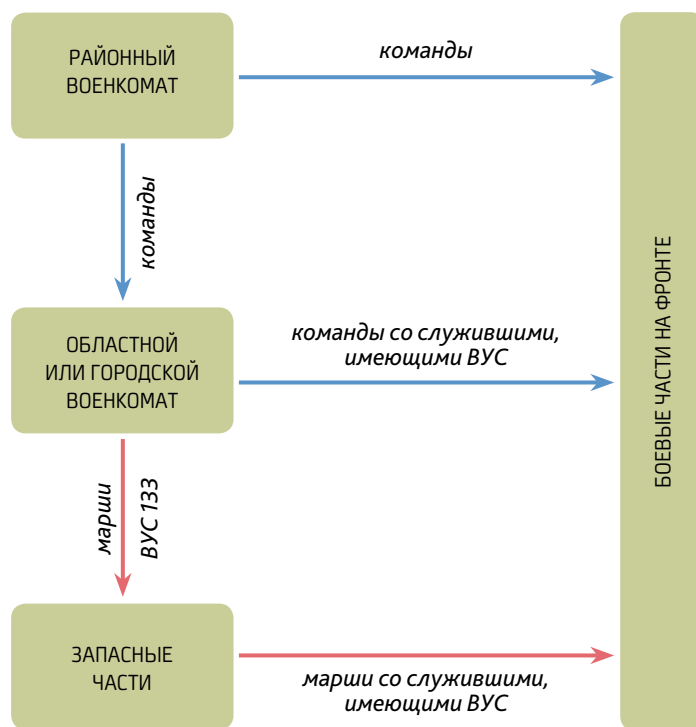 РАЙОННЫЙ
ВОЕНКОМАТ
команды
команды
ОБЛАСТНОЙ
ИЛИ ГОРОДСКОЙ
ВОЕНКОМАТ
команды со служившими,
имеющими ВУС
марши
ВУС 133
ЗАПАСНЫЕ
ЧАСТИ
марши со служившими,
имеющими ВУС
БОЕВЫЕ ЧАСТИ НА ФРОНТЕ